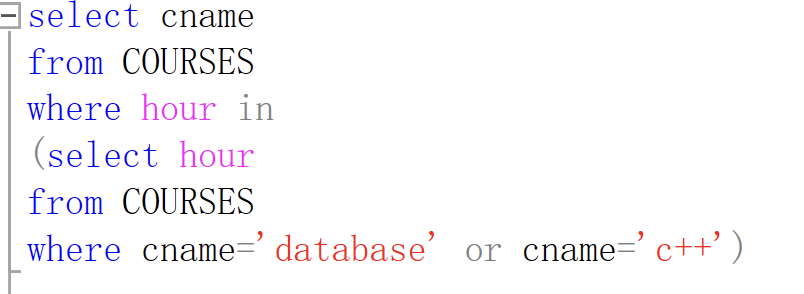 select cname
from COURSES
where hour in
(select hour
from COURSES
where cname='database' or cname='c++')